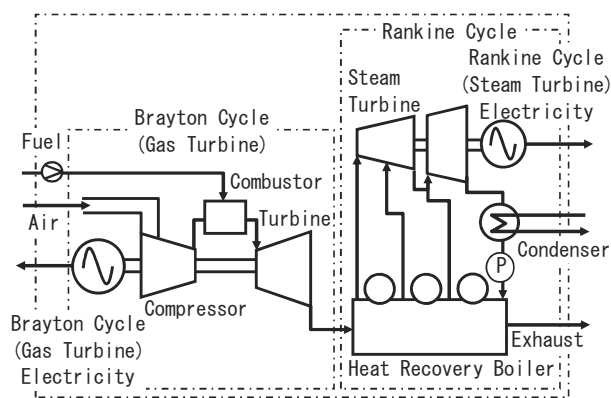 Rankine Cycle
Steam
Turbine
Rankine Cycle
(Steam Turbine)
Electricity
Brayton Cycle
(Gas Turbine)
Fuel
Combustor
Air
Turbine
Condenser
P
Compressor
Brayton Cycle
(Gas Turbine)
Electricity
Exhaust
Heat Recovery Boiler